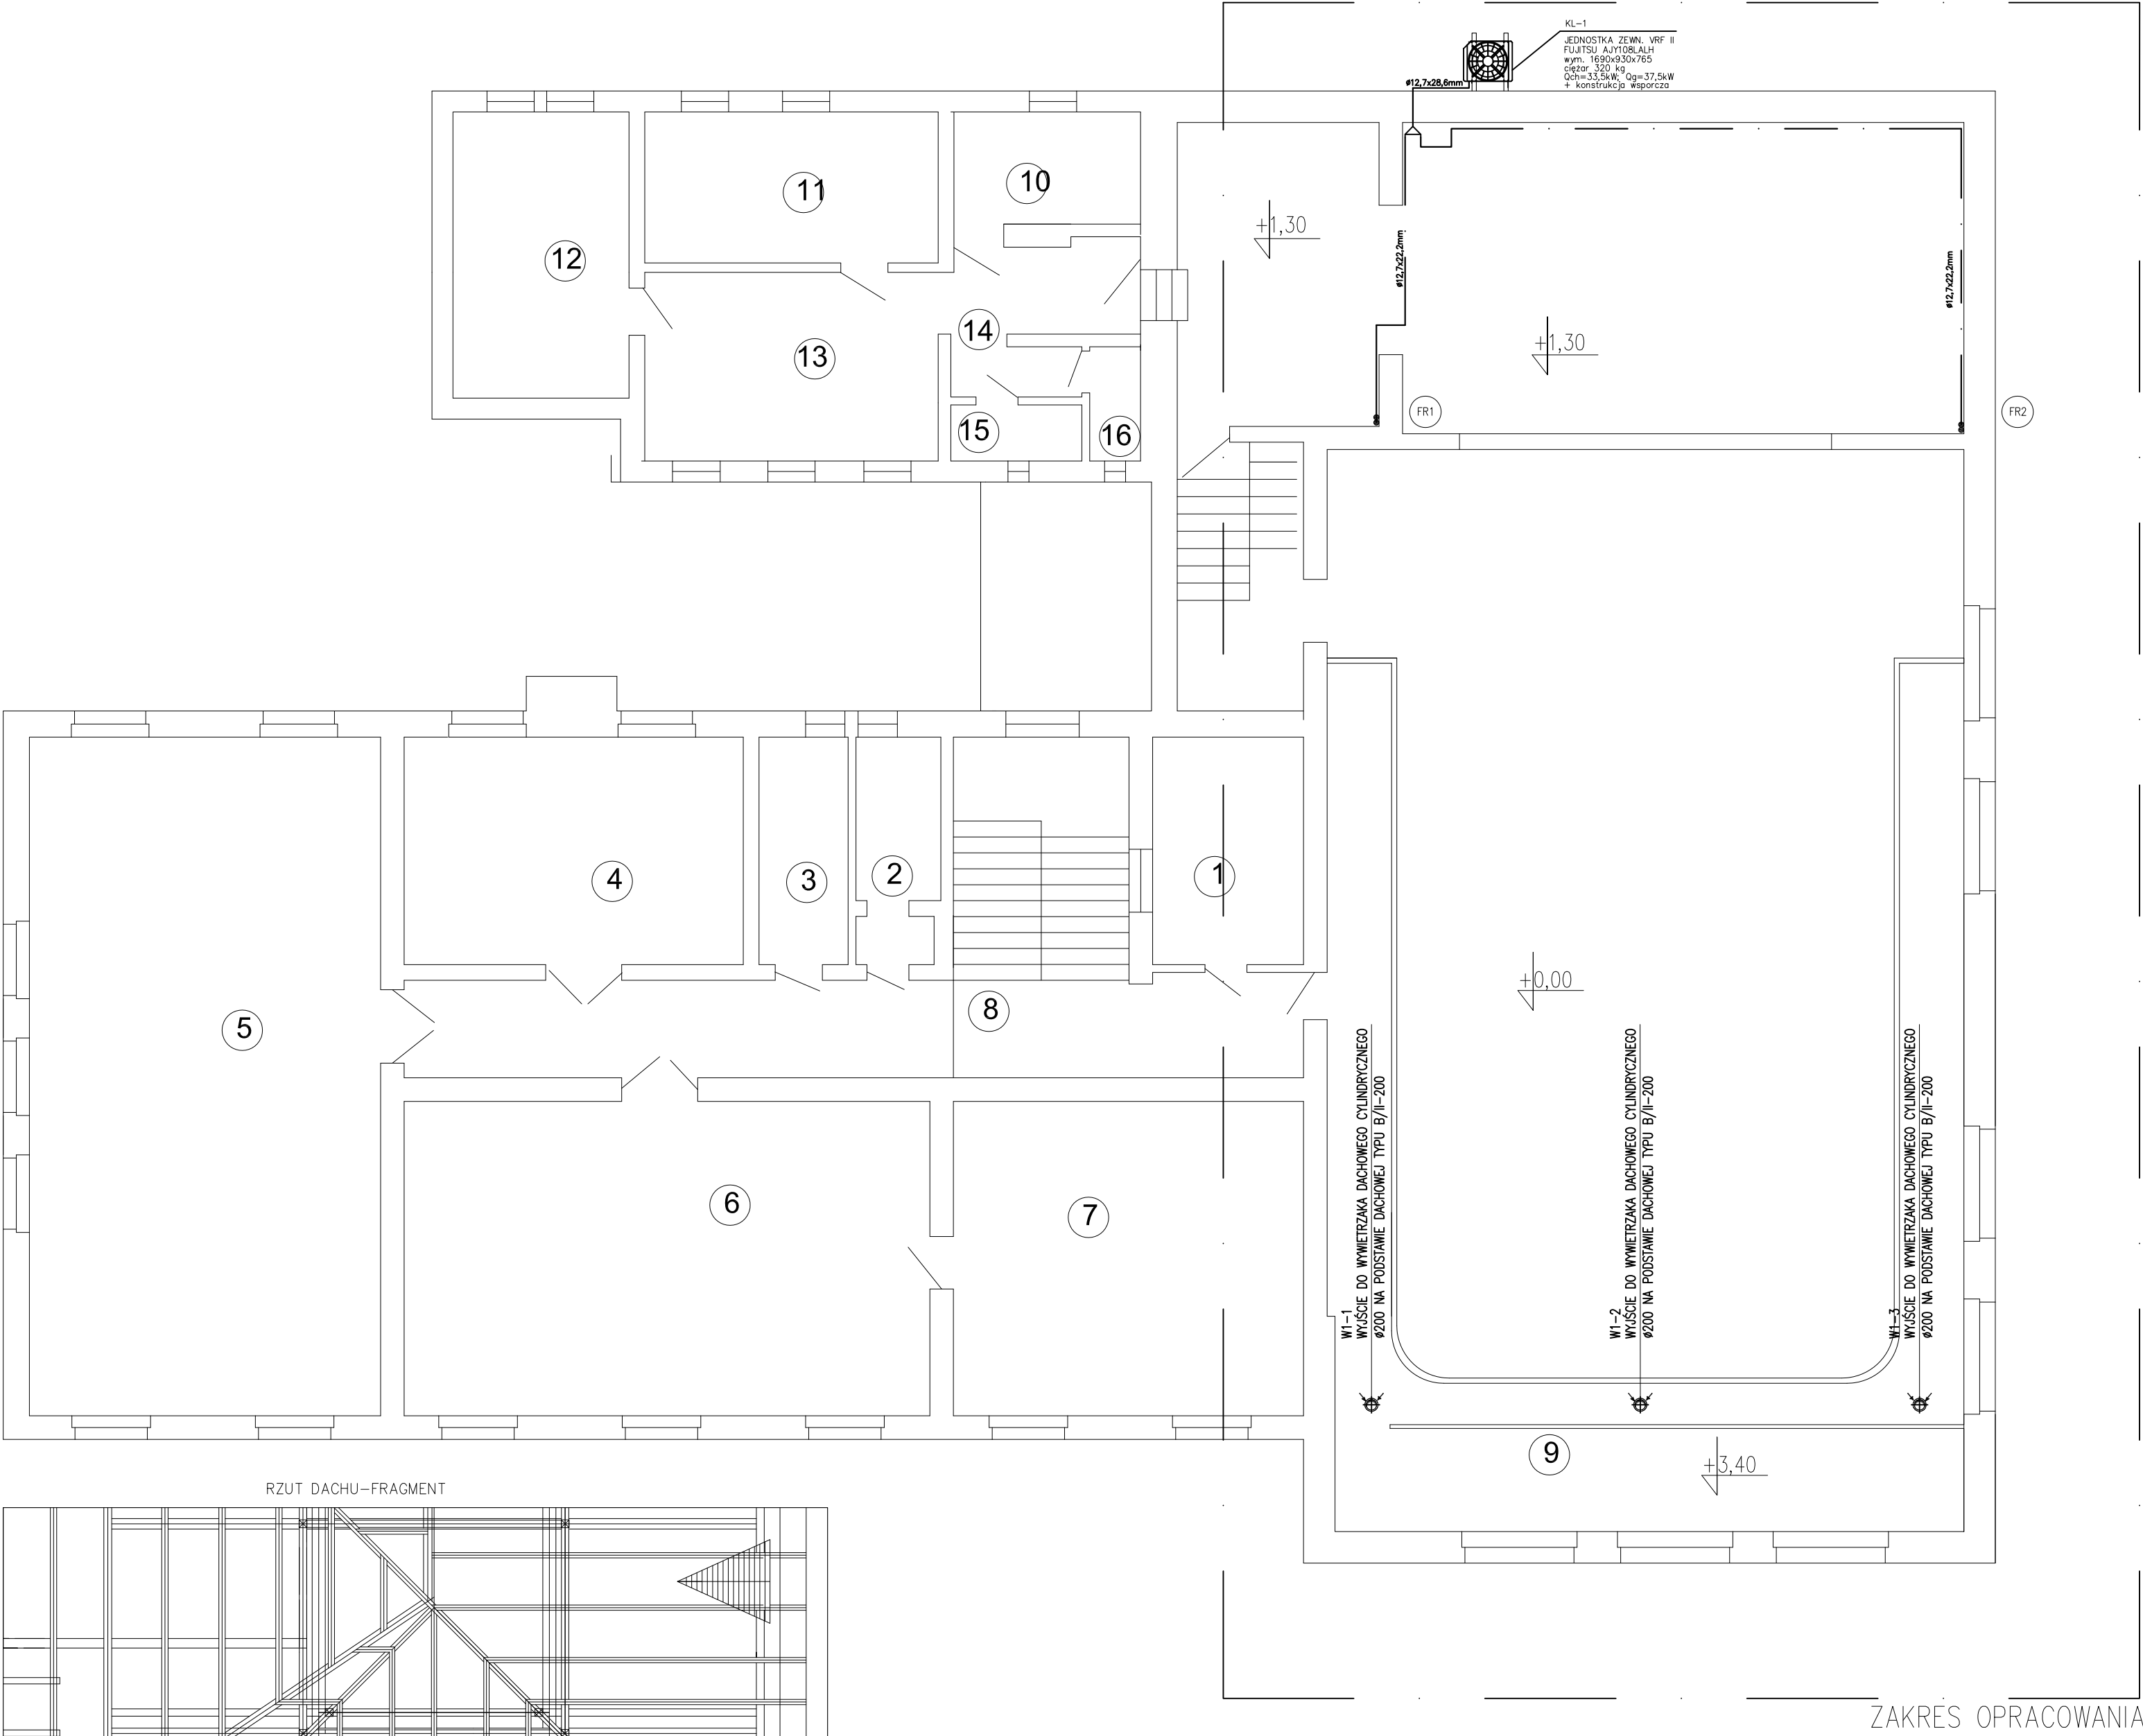 KL-1
JEDNOSTKA ZEWN. VRF II
FUJITSU AJY108LALH
wym. 1690x930x765
ciężar 320 kg
Qch=33,5kW; Qg=37,5kW
+ konstrukcja wsporcza
ø12,7x28,6mm
11
10
12
+1,30
ø12,7x22,2mm
ø12,7x22,2mm
14
13
+1,30
FR1
FR2
15
16
4
3
2
1
8
5
+0,00
6
7
W1-1
WYJŚCIE DO WYWIETRZAKA DACHOWEGO CYLINDRYCZNEGO
ø200 NA PODSTAWIE DACHOWEJ TYPU B/II-200
W1-2
WYJŚCIE DO WYWIETRZAKA DACHOWEGO CYLINDRYCZNEGO
ø200 NA PODSTAWIE DACHOWEJ TYPU B/II-200
W1-3
WYJŚCIE DO WYWIETRZAKA DACHOWEGO CYLINDRYCZNEGO
ø200 NA PODSTAWIE DACHOWEJ TYPU B/II-200
9
+3,40
RZUT DACHU-FRAGMENT
ZAKRES OPRACOWANIA